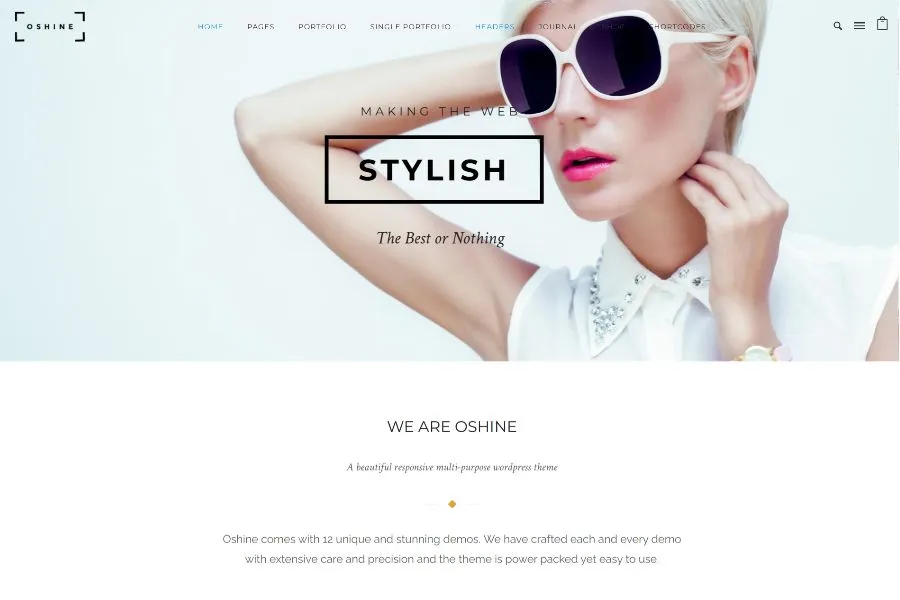 OSHINE
HOME PAGES PORTFOLIO SINGLE PORTFOLIO HEADERS JOURNAL SHOP SHORTCODES
MAKING THE WEB
STYLISH
The Best or Nothing
WE ARE OSHINE
A beautiful responsive multi-purpose wordpress theme
Oshine comes with 12 unique and stunning demos. We have crafted each and every demo
with extensive care and precision and the theme is power packed yet easy to use.